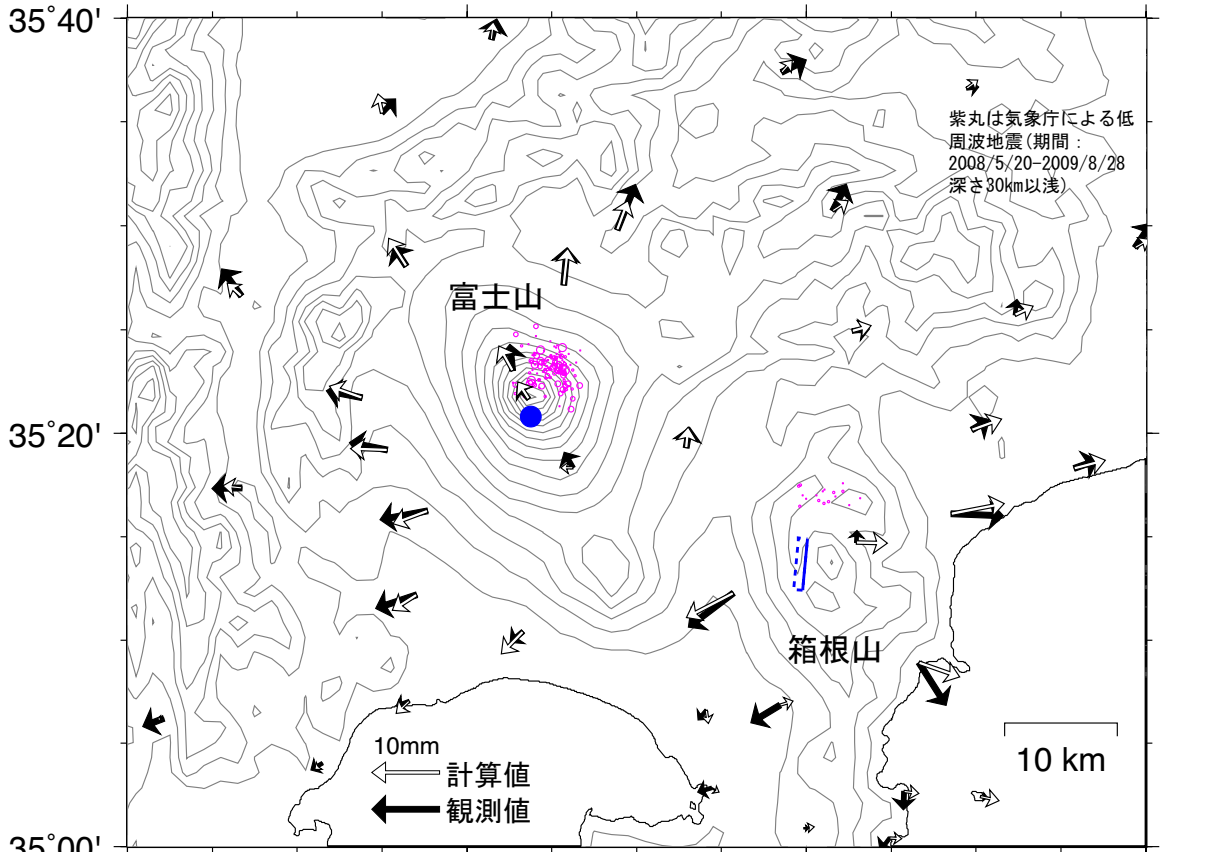 35°40'
紫丸は気象庁による低
周波地震(期間：
2008/5/20-2009/8/28
深さ30km以浅)
富士山
35°20'
箱根山
10mm
計算値
観測値
10 km
35°00'